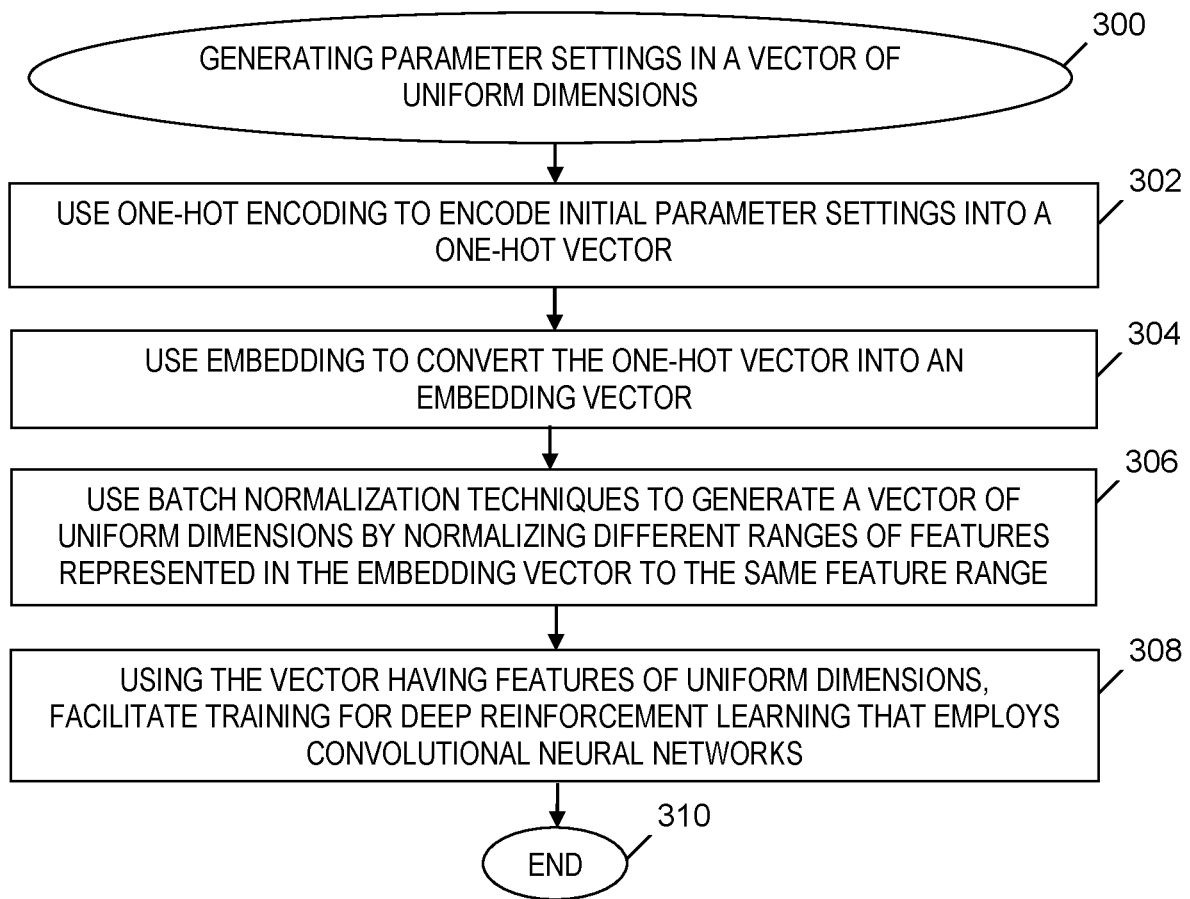 300
GENERATING PARAMETER SETTINGS IN A VECTOR OF
UNIFORM DIMENSIONS
302
USE ONE-HOT ENCODING TO ENCODE INITIAL PARAMETER SETTINGS INTO A
ONE-HOT VECTOR
304
USE EMBEDDING TO CONVERT THE ONE-HOT VECTOR INTO AN
EMBEDDING VECTOR
306
USE BATCH NORMALIZATION TECHNIQUES TO GENERATE A VECTOR OF
UNIFORM DIMENSIONS BY NORMALIZING DIFFERENT RANGES OF FEATURES
REPRESENTED IN THE EMBEDDING VECTOR TO THE SAME FEATURE RANGE
308
USING THE VECTOR HAVING FEATURES OF UNIFORM DIMENSIONS,
FACILITATE TRAINING FOR DEEP REINFORCEMENT LEARNING THAT EMPLOYS
CONVOLUTIONAL NEURAL NETWORKS
310
END